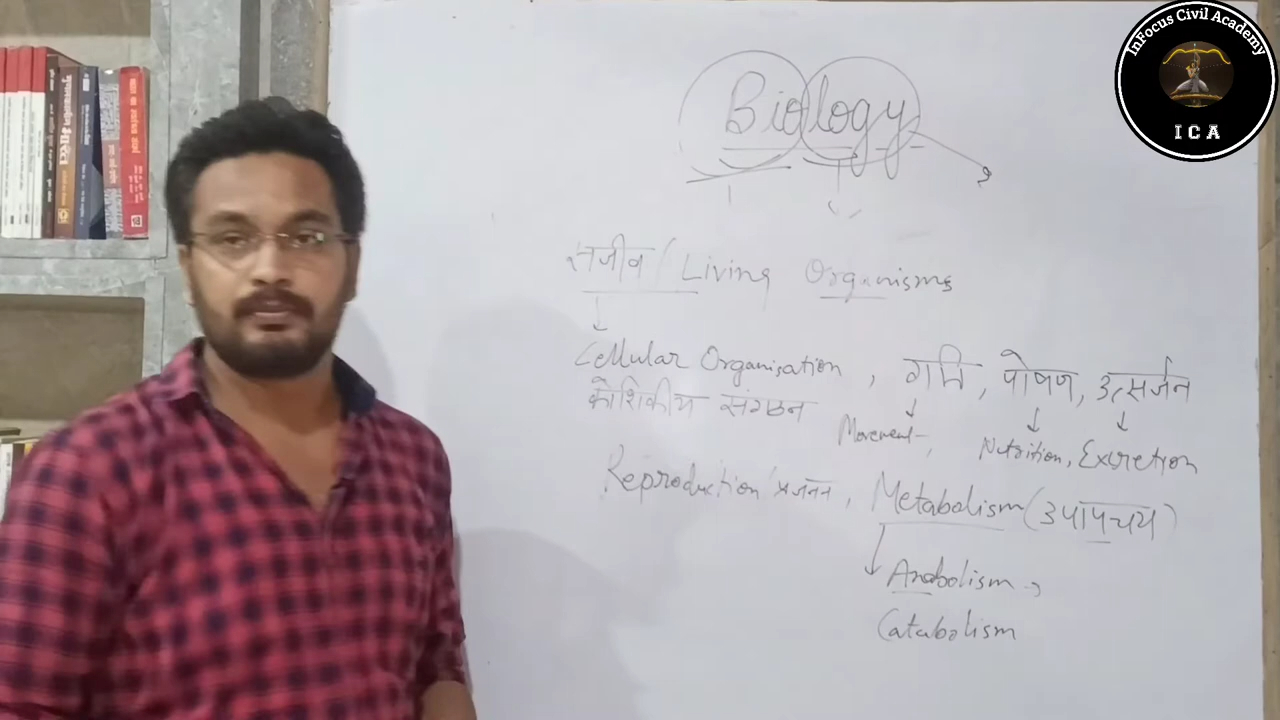 InFocus Civil Academy
ICA
Biology
सजीव / Living Organisms
Cellular Organisation, गति, पोषण, उत्सर्जन
कोशिकीय संगठन
Movement, Nutrition, Excretion
Reproduction प्रजनन, Metabolism (उपापचय)
Anabolism →
Catabolism